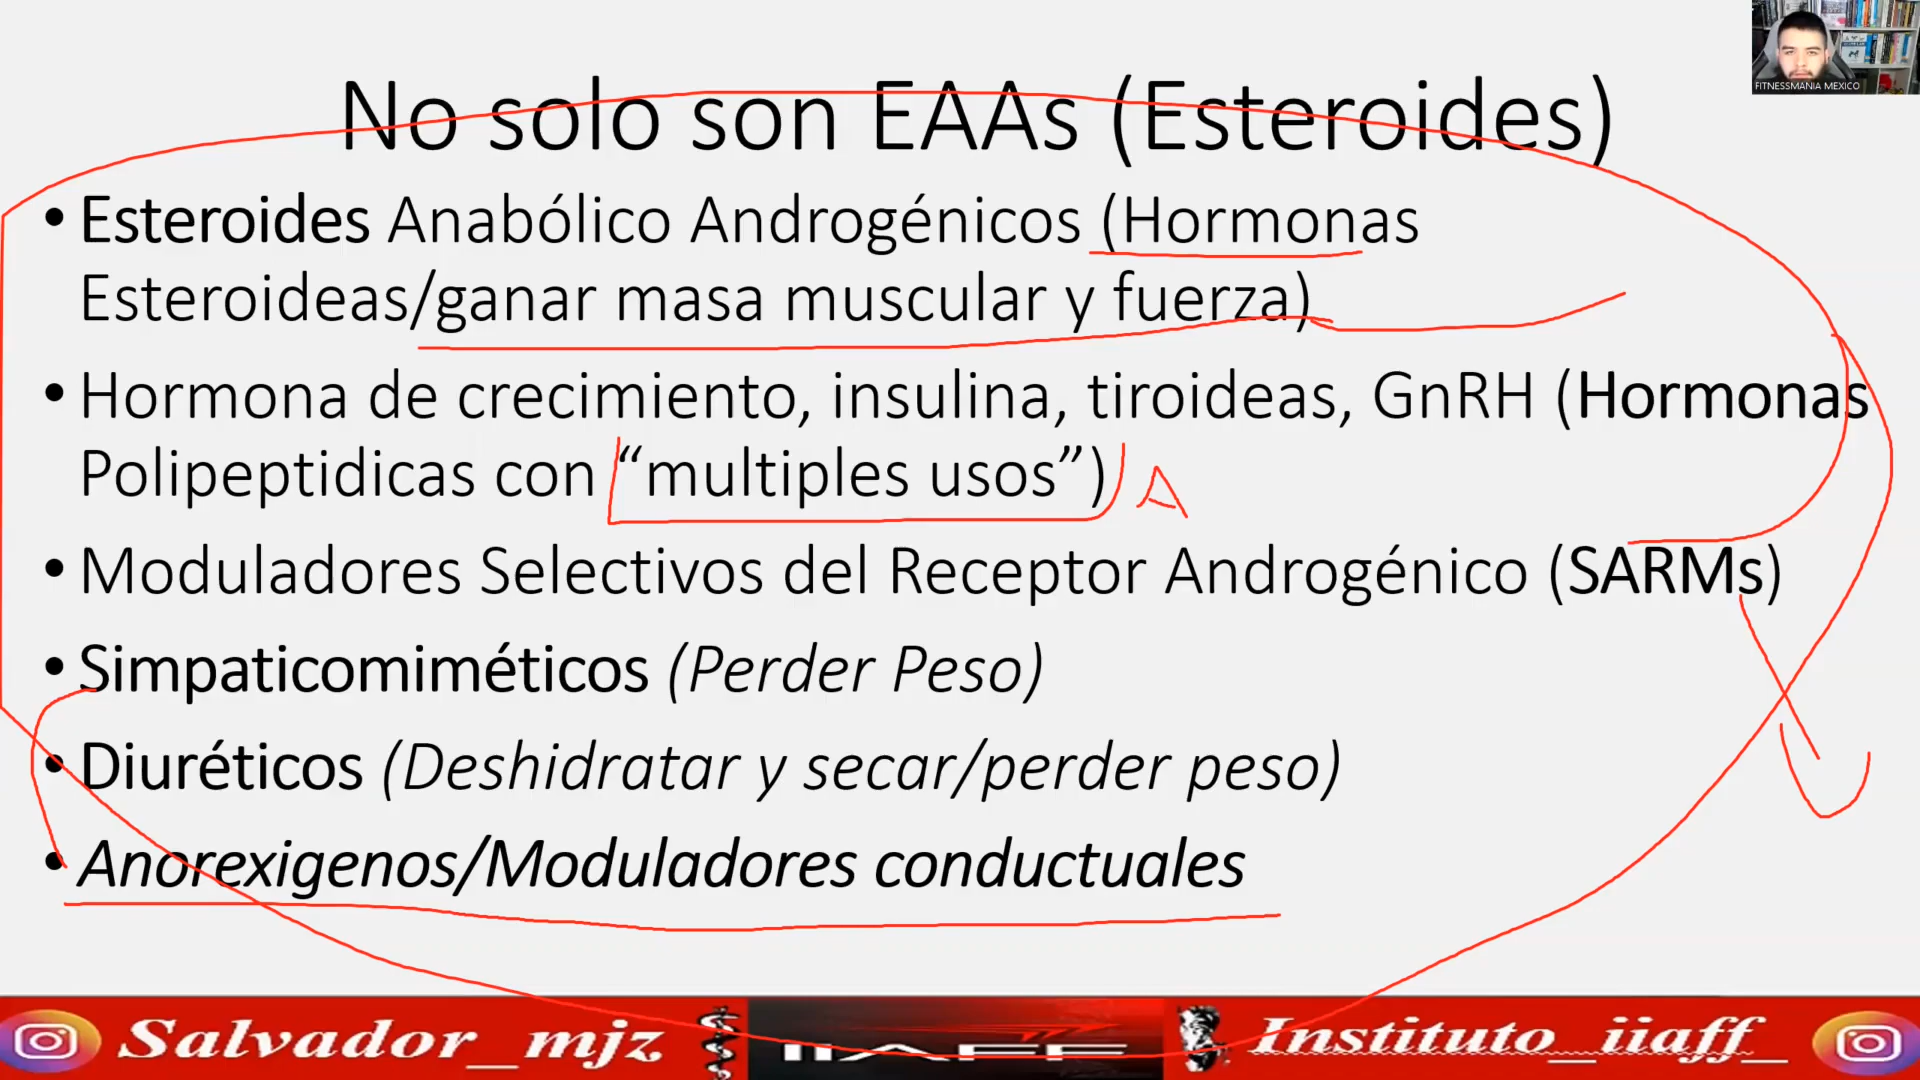 FITNESSMANIA MEXICO
No solo son EAAs (Esteroides)
• Esteroides Anabólico Androgénicos (Hormonas
Esteroideas/ganar masa muscular y fuerza)
• Hormona de crecimiento, insulina, tiroideas, GnRH (Hormonas
Polipeptidicas con “multiples usos”)
• Moduladores Selectivos del Receptor Androgénico (SARMs)
• Simpaticomiméticos (Perder Peso)
• Diuréticos (Deshidratar y secar/perder peso)
• Anorexigenos/Moduladores conductuales
Salvador_mjz IIAFF Instituto_iiaff_